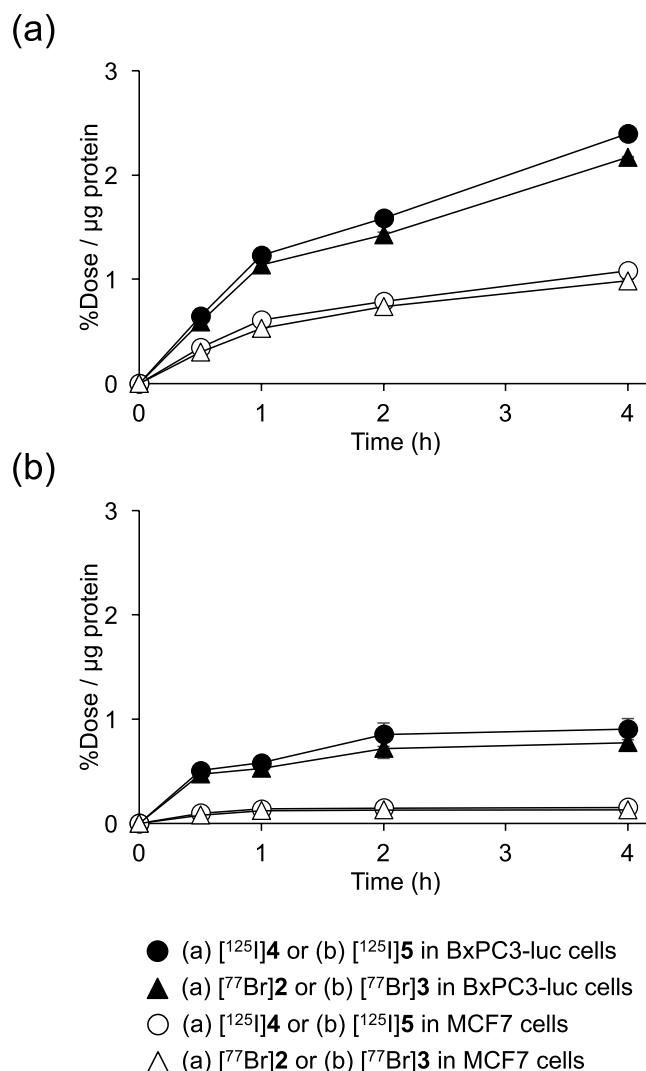 (a)
3
2
1
0
%Dose / µg protein
0 1 2 3 4
Time (h)
(b)
3
2
1
0
%Dose / µg protein
0 1 2 3 4
Time (h)
(a) [¹²⁵I]4 or (b) [¹²⁵I]5 in BxPC3-luc cells
(a) [⁷⁷Br]2 or (b) [⁷⁷Br]3 in BxPC3-luc cells
(a) [¹²⁵I]4 or (b) [¹²⁵I]5 in MCF7 cells
(a) [⁷⁷Br]2 or (b) [⁷⁷Br]3 in MCF7 cells